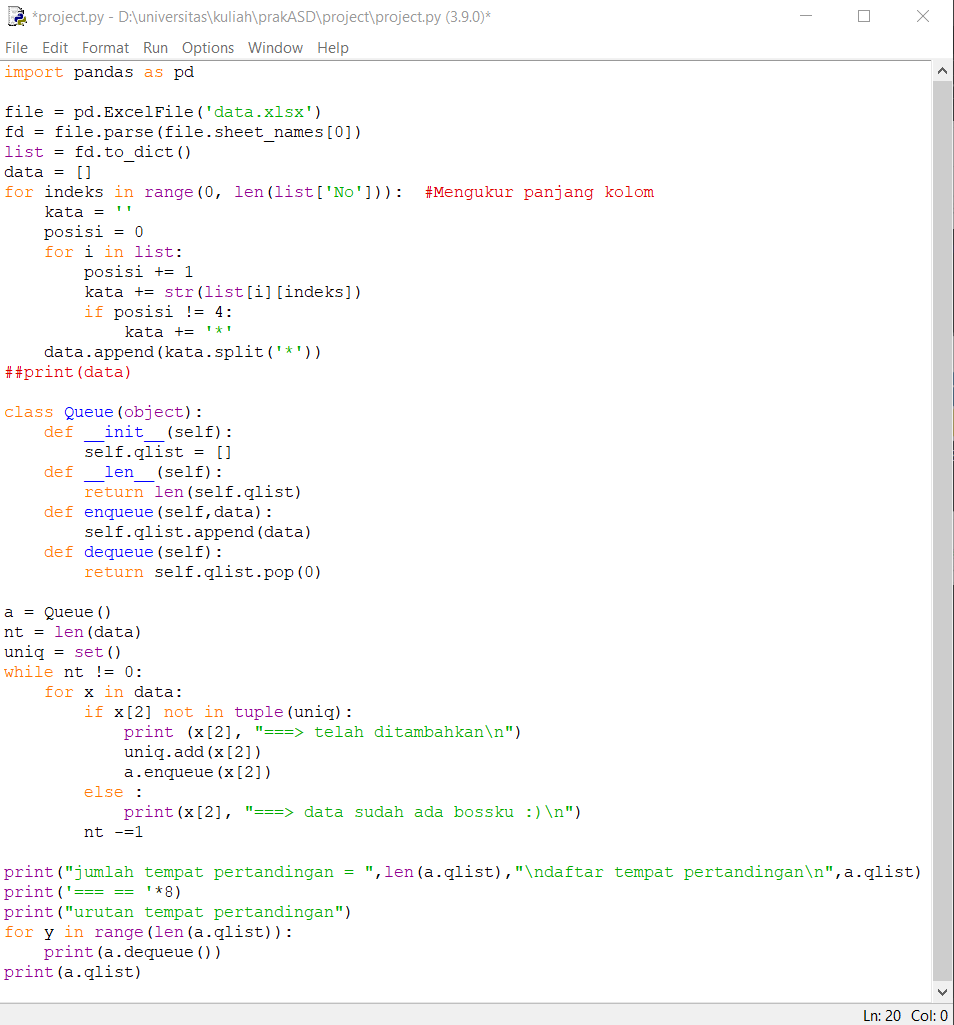 *project.py - D:\universitas\kuliah\prakASD\project\project.py (3.9.0)*
File Edit Format Run Options Window Help
import pandas as pd

file = pd.ExcelFile('data.xlsx')
fd = file.parse(file.sheet_names[0])
list = fd.to_dict()
data = []
for indeks in range(0, len(list['No'])):  #Mengukur panjang kolom
    kata = ''
    posisi = 0
    for i in list:
        posisi += 1
        kata += str(list[i][indeks])
        if posisi != 4:
            kata += '*'
    data.append(kata.split('*'))
##print(data)

class Queue(object):
    def __init__(self):
        self.qlist = []
    def __len__(self):
        return len(self.qlist)
    def enqueue(self,data):
        self.qlist.append(data)
    def dequeue(self):
        return self.qlist.pop(0)

a = Queue()
nt = len(data)
uniq = set()
while nt != 0:
    for x in data:
        if x[2] not in tuple(uniq):
            print (x[2], "===> telah ditambahkan\n")
            uniq.add(x[2])
            a.enqueue(x[2])
        else :
            print(x[2], "===> data sudah ada bossku :)\n")
        nt -=1

print("jumlah tempat pertandingan = ",len(a.qlist),"\ndaftar tempat pertandingan\n",a.qlist)
print('=== == '*8)
print("urutan tempat pertandingan")
for y in range(len(a.qlist)):
    print(a.dequeue())
print(a.qlist)
Ln: 20 Col: 0